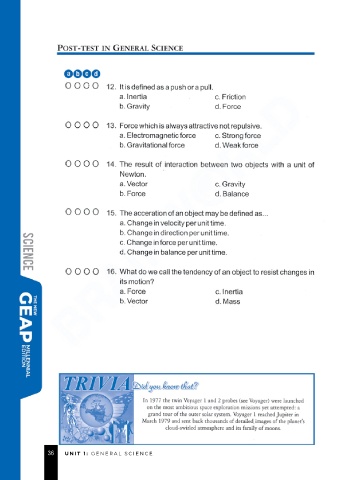 POST-TEST IN GENERAL SCIENCE
a b c d
12. It is defined as a push or a pull.
a. Inertia c. Friction
b. Gravity d. Force
13. Force which is always attractive not repulsive.
a. Electromagnetic force c. Strong force
b. Gravitational force d. Weak force
14. The result of interaction between two objects with a unit of
Newton.
a. Vector c. Gravity
b. Force d. Balance
15. The acceration of an object may be defined as...
a. Change in velocity per unit time.
b. Change in direction per unit time.
c. Change in force per unit time.
d. Change in balance per unit time.
16. What do we call the tendency of an object to resist changes in
its motion?
a. Force c. Inertia
b. Vector d. Mass
SCIENCE
THE NEW
GEAP
MILLENNIAL
EDITION
TRIVIA Did you know that?
In 1977 the twin Voyager 1 and 2 probes (see Voyager) were launched
on the most ambitious space exploration missions yet attempted: a
grand tour of the outer solar system. Voyager 1 reached Jupiter in
March 1979 and sent back thousands of detailed images of the planet's
cloud-swirled atmosphere and its family of moons.
36 UNIT I: GENERAL SCIENCE